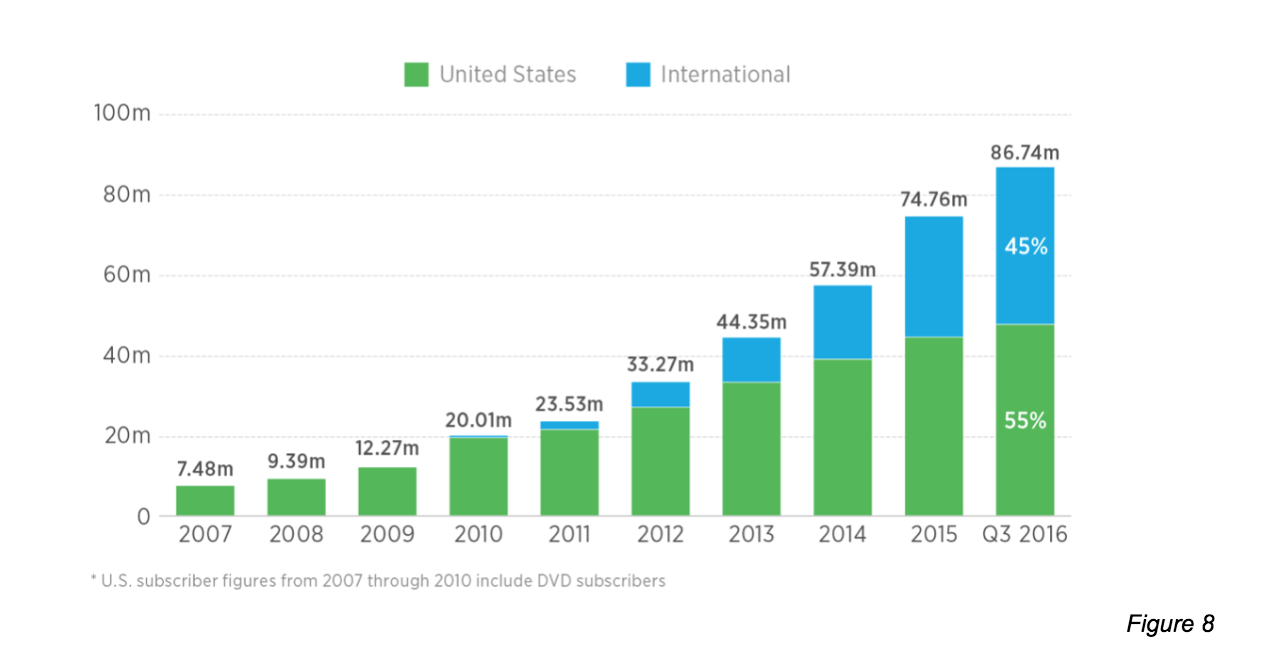 United States International
100m
86.74m
80m
74.76m
60m
57.39m
45%
44.35m
40m
33.27m
23.53m
20.01m
20m
55%
12.27m
9.39m
7.48m
0
2007 2008 2009 2010 2011 2012 2013 2014 2015 Q3 2016
* U.S. subscriber figures from 2007 through 2010 include DVD subscribers
Figure 8